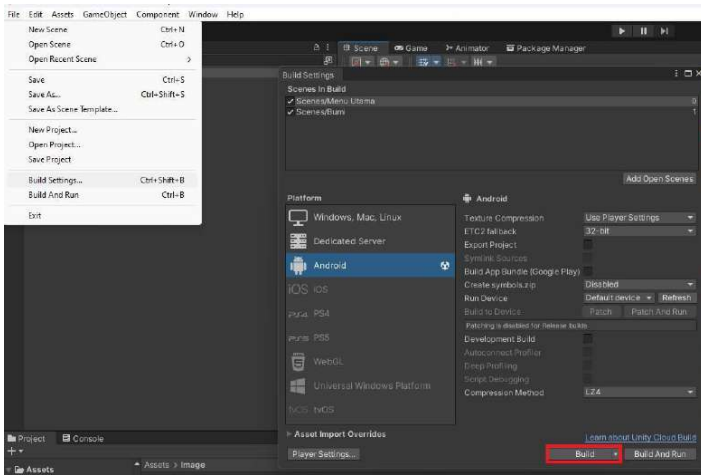 File Edit Assets GameObject Component Window Help
New Scene Ctrl+N
Open Scene Ctrl+O
Open Recent Scene >
Save Ctrl+S
Save As... Ctrl+Shift+S
Save As Scene Template...
New Project...
Open Project...
Save Project
Build Settings... Ctrl+Shift+B
Build And Run Ctrl+B
Exit
Scene Game Animator Package Manager
Build Settings
Scenes In Build
Scenes/Menu Utama 0
Scenes/Bumi 1
Add Open Scenes
Platform
Windows, Mac, Linux
Dedicated Server
Android
iOS iOS
PS4
PS5
WebGL
Universal Windows Platform
tvOS tvOS
Android
Texture Compression Use Player Settings
ETC2 fallback 32-bit
Export Project
Symlink Sources
Build App Bundle (Google Play)
Create symbols.zip Disabled
Run Device Default device Refresh
Build to Device Patch Patch And Run
Patching is disabled for Release builds
Development Build
Autoconnect Profiler
Deep Profiling
Script Debugging
Compression Method LZ4
Asset Import Overrides
Learn about Unity Cloud Build
Player Settings... Build Build And Run
Project Console
Assets Assets > Image